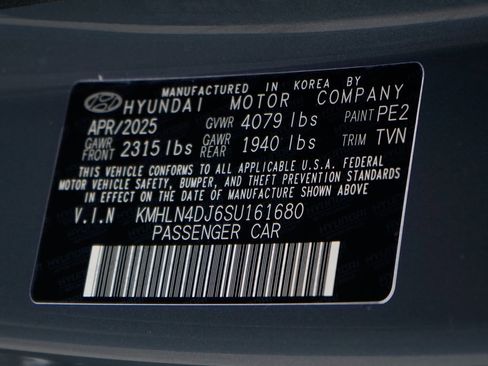 MANUFACTURED IN KOREA BY
HYUNDAI MOTOR COMPANY
APR/2025 GVWR 4079 lbs PAINT PE2
GAWR FRONT 2315 lbs GAWR REAR 1940 lbs TRIM TVN
THIS VEHICLE CONFORMS TO ALL APPLICABLE U.S.A. FEDERAL
MOTOR VEHICLE SAFETY, BUMPER, AND THEFT PREVENTION STANDARDS
IN EFFECT ON THE DATE OF MANUFACTURE SHOWN ABOVE.
V.I.N KMHLN4DJ6SU161680
PASSENGER CAR